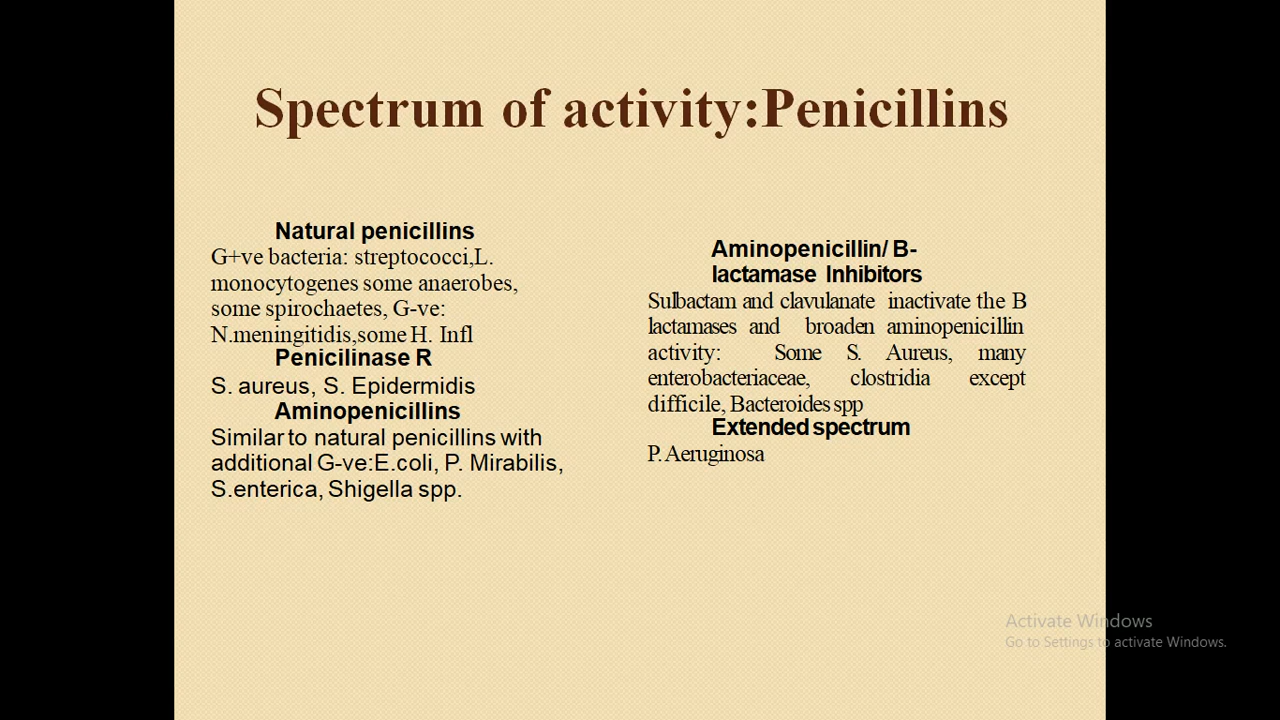 Spectrum of activity:Penicillins
Natural penicillins
G+ve bacteria: streptococci,L.
monocytogenes some anaerobes,
some spirochaetes, G-ve:
N.meningitidis,some H. Infl
Penicilinase R
S. aureus, S. Epidermidis
Aminopenicillins
Similar to natural penicillins with
additional G-ve:E.coli, P. Mirabilis,
S.enterica, Shigella spp.
Aminopenicillin/ B-
lactamase Inhibitors
Sulbactam and clavulanate inactivate the B
lactamases and broaden aminopenicillin
activity: Some S. Aureus, many
enterobacteriaceae, clostridia except
difficile, Bacteroides spp
Extended spectrum
P. Aeruginosa
Activate Windows
Go to Settings to activate Windows.